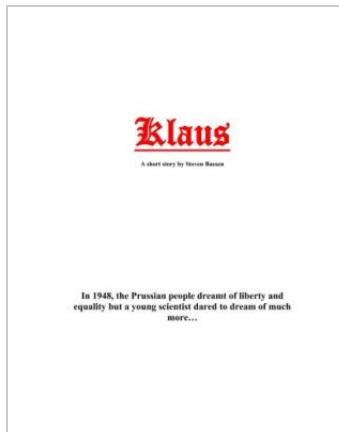 Klaus
A short story by Steven Bassen
In 1948, the Prussian people dreamt of liberty and
equality but a young scientist dared to dream of much
more…